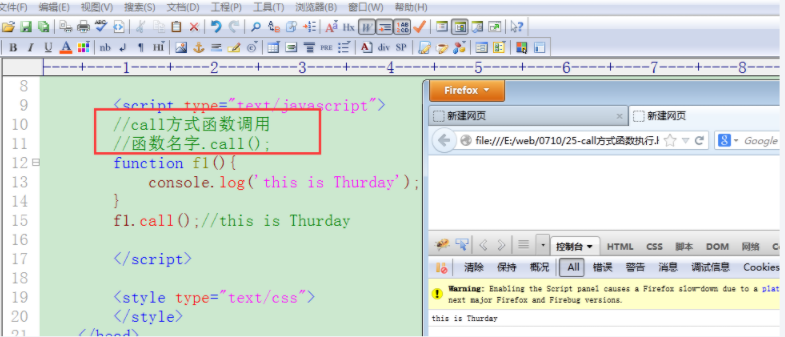 文件(F) 编辑(E) 视图(V) 搜索(S) 文档(D) 工程(P) 工具(T) 浏览器(B) 窗口(W) 帮助(H)
B I U A nb ¶ Hi PRE A] div SP
----+----1----+----2----+----3----+----4----+----5----+----6----+----7----+----8
8
9 <script type="text/javascript">
10 //call方式函数调用
11 //函数名字.call();
12 function f1(){
13 console.log('this is Thurday');
14 }
15 f1.call();//this is Thurday
16
17 </script>
18
19 <style type="text/css">
20 </style>
21 </head>
Firefox
新建网页 × 新建网页
file:///E:/web/0710/25-call方式函数执行.h 8 Google
控制台 HTML CSS 脚本 DOM 网络 C
清除 保持 概况 All 错误 警告 消息 调试信息 Cookies
Warning: Enabling the Script panel causes a Firefox slow-down due to a plat
next major Firefox and Firebug versions.
this is Thurday